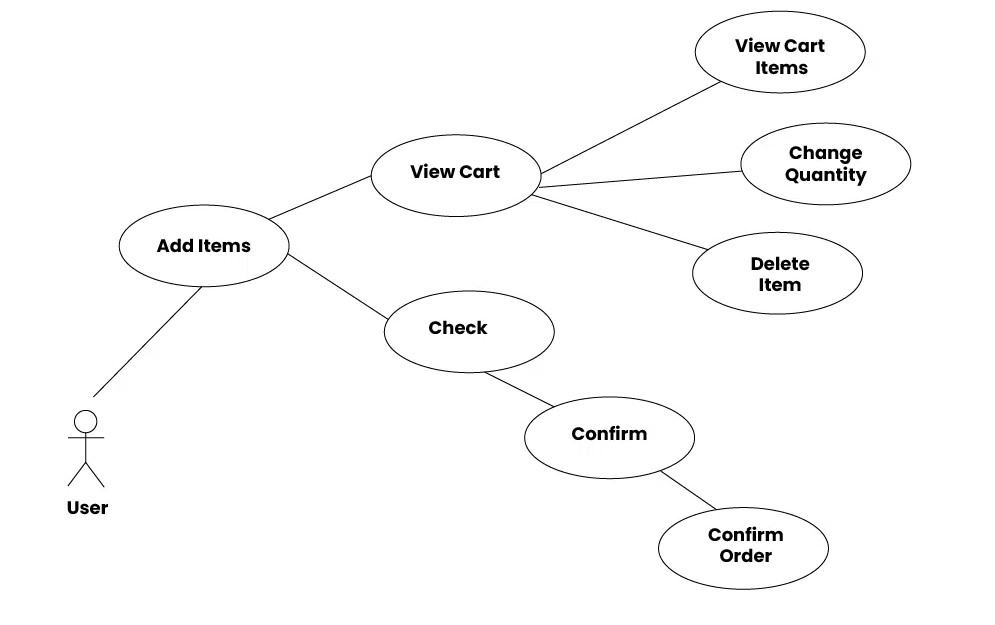 View Cart
Items
Change
Quantity
View Cart
Add Items
Delete
Item
Check
Confirm
User
Confirm
Order